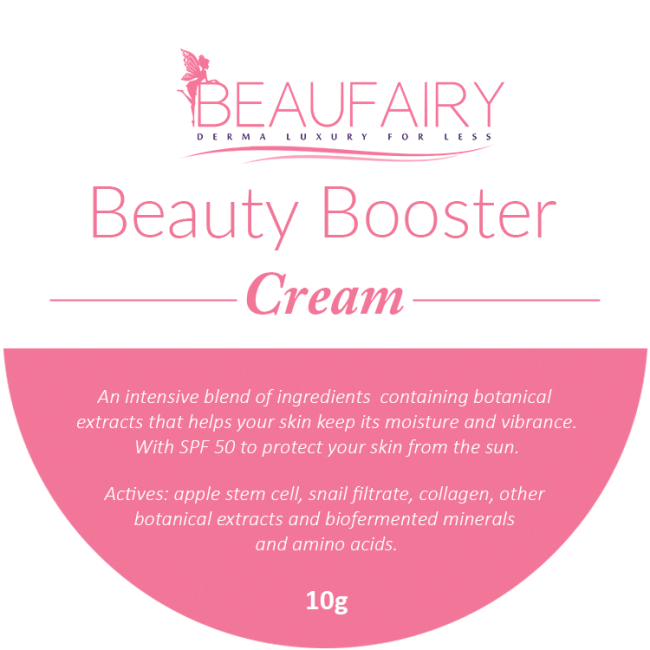 BEAUFAIRY
DERMA LUXURY FOR LESS
Beauty Booster
Cream
An intensive blend of ingredients containing botanical
extracts that helps your skin keep its moisture and vibrance.
With SPF 50 to protect your skin from the sun.
Actives: apple stem cell, snail filtrate, collagen, other
botanical extracts and biofermented minerals
and amino acids.
10g